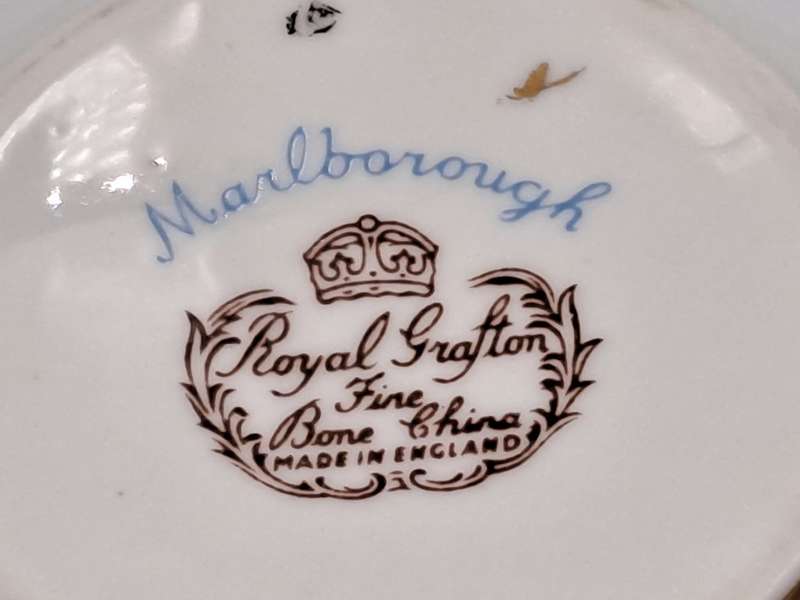 Marlborough
Royal Grafton
Fine
Bone China
MADE IN ENGLAND